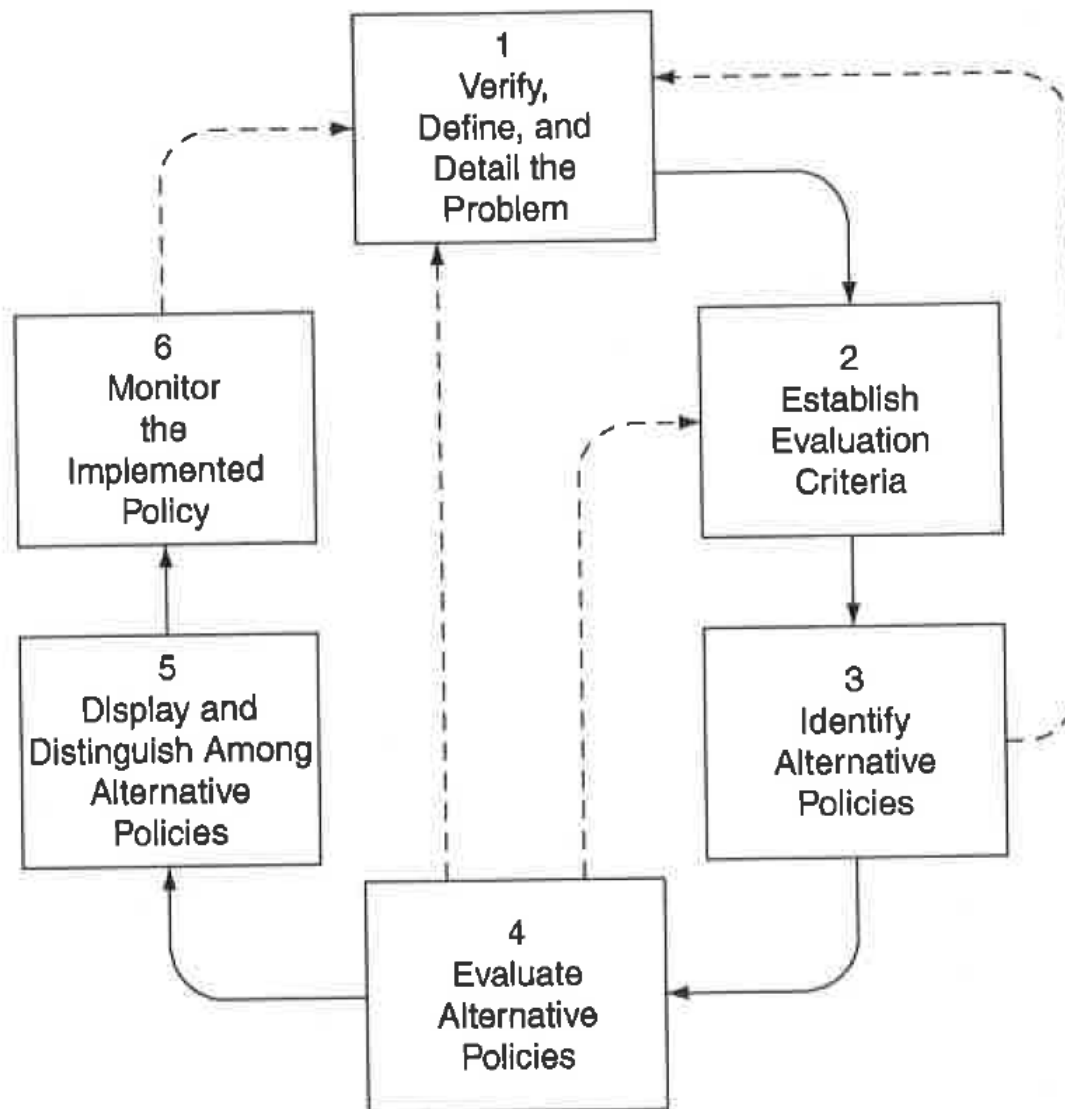 1
Verify,
Define, and
Detail the
Problem
2
Establish
Evaluation
Criteria
3
Identify
Alternative
Policies
4
Evaluate
Alternative
Policies
5
Display and
Distinguish Among
Alternative
Policies
6
Monitor
the
Implemented
Policy